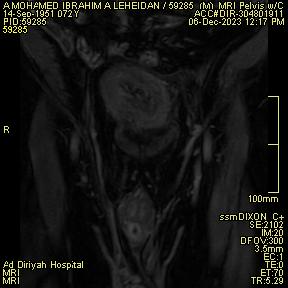 A MOHAMED IBRAHIM A LEHEIDAN / 59285 (M) MRI Pelvis w/C
14-Sep-1951 072Y ACC#DIR-304801911
PID:59285 06-Dec-2023 12:17 PM
59285
R
100mm
ssmDIXON C+
SE:2102
IM:20
DFOV:300
3.5mm
Ad Diriyah Hospital EC:1
MRI TE:0
MRI ET:70
TR:5.29